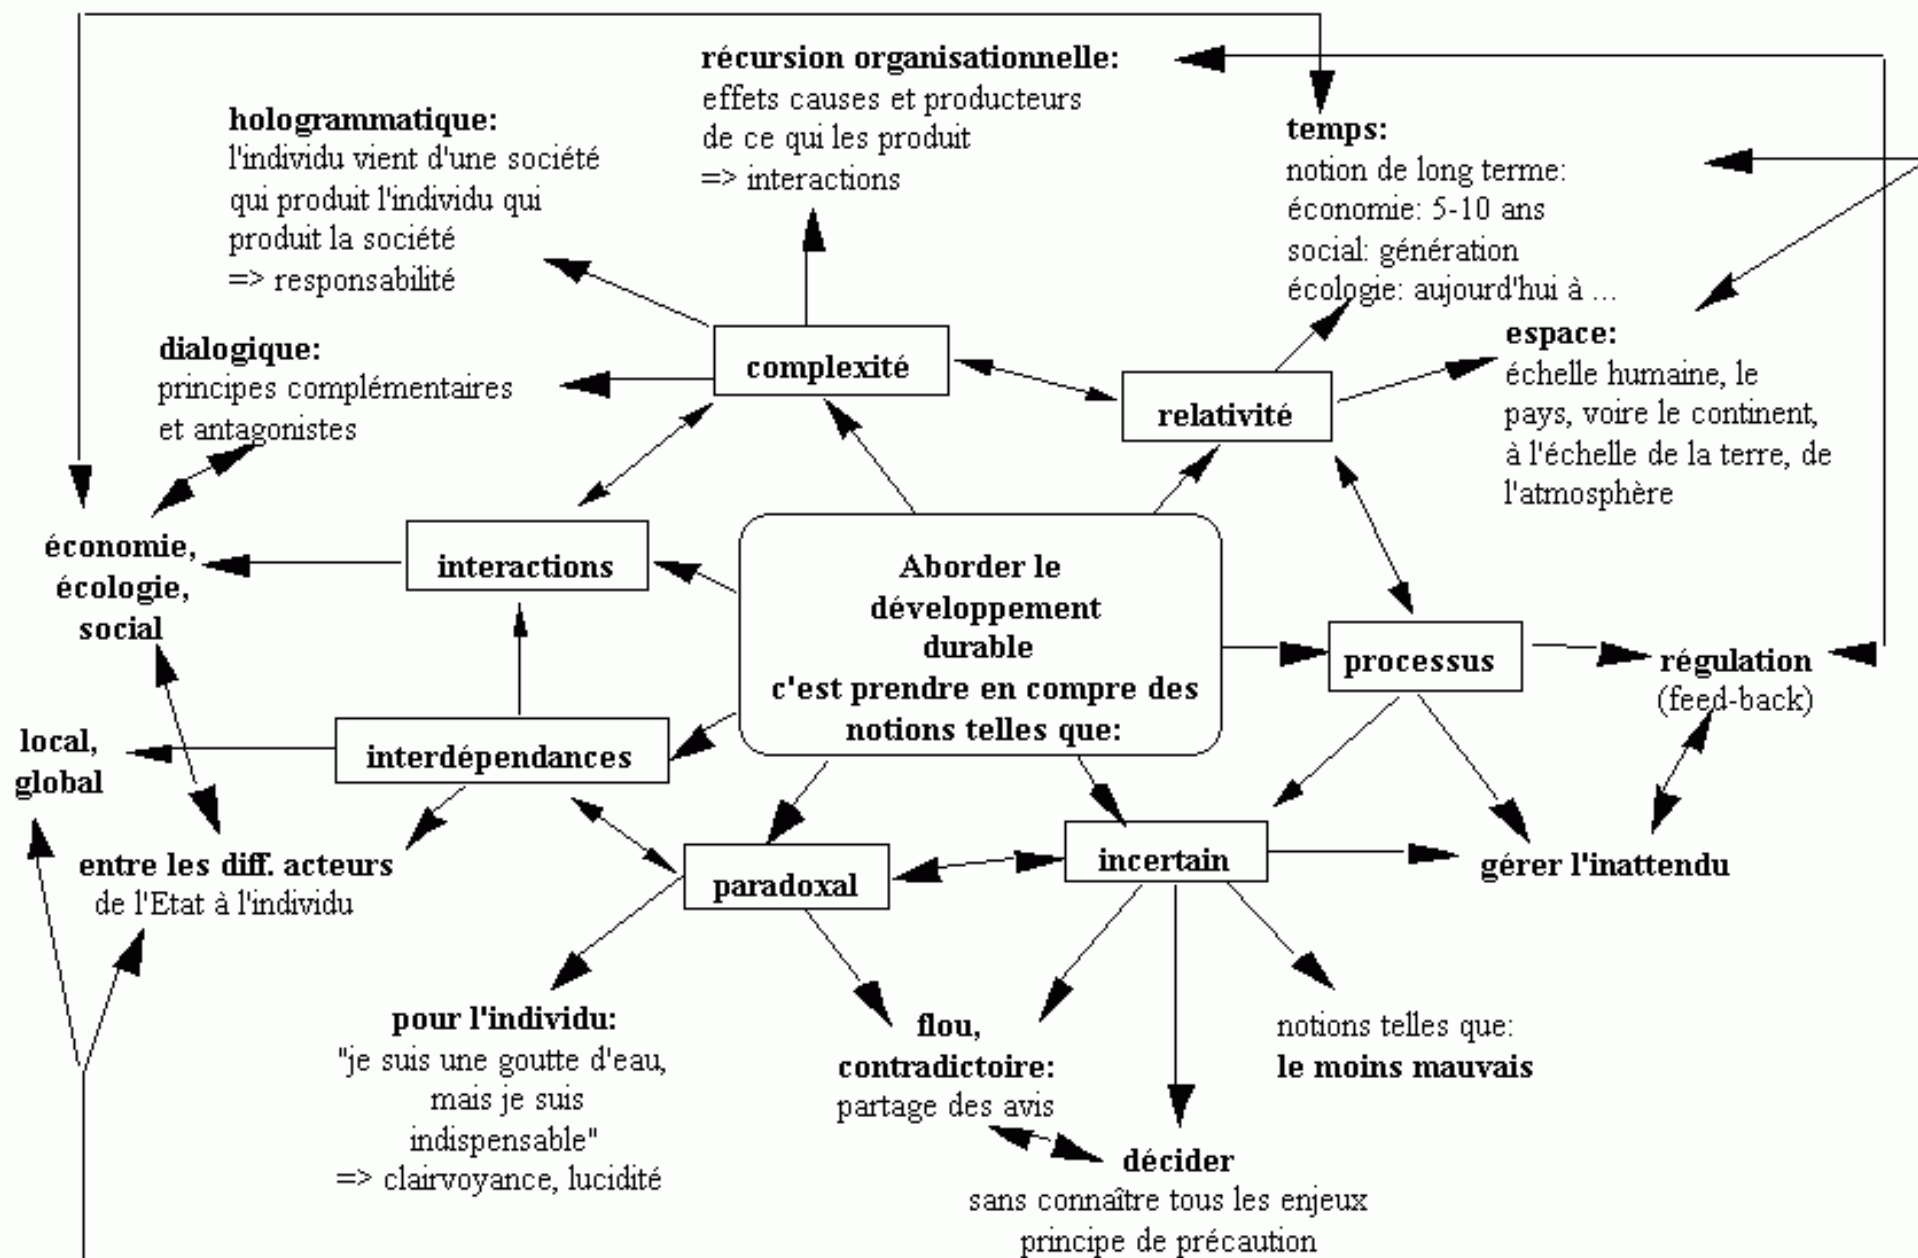 récursion organisationnelle:
effets causes et producteurs
de ce qui les produit
=> interactions
hologrammatique:
l'individu vient d'une société
qui produit l'individu qui
produit la société
=> responsabilité
temps:
notion de long terme:
économie: 5-10 ans
social: génération
écologie: aujourd'hui à ...
dialogique:
principes complémentaires
et antagonistes
complexité
relativité
espace:
échelle humaine, le
pays, voire le continent,
à l'échelle de la terre, de
l'atmosphère
économie,
écologie,
social
interactions
Aborder le
développement
durable
c'est prendre en compre des
notions telles que:
processus
régulation
(feed-back)
local,
global
interdépendances
entre les diff. acteurs
de l'Etat à l'individu
paradoxal
incertain
gérer l'inattendu
pour l'individu:
"je suis une goutte d'eau,
mais je suis
indispensable"
=> clairvoyance, lucidité
flou,
contradictoire:
partage des avis
notions telles que:
le moins mauvais
décider
sans connaître tous les enjeux
principe de précaution